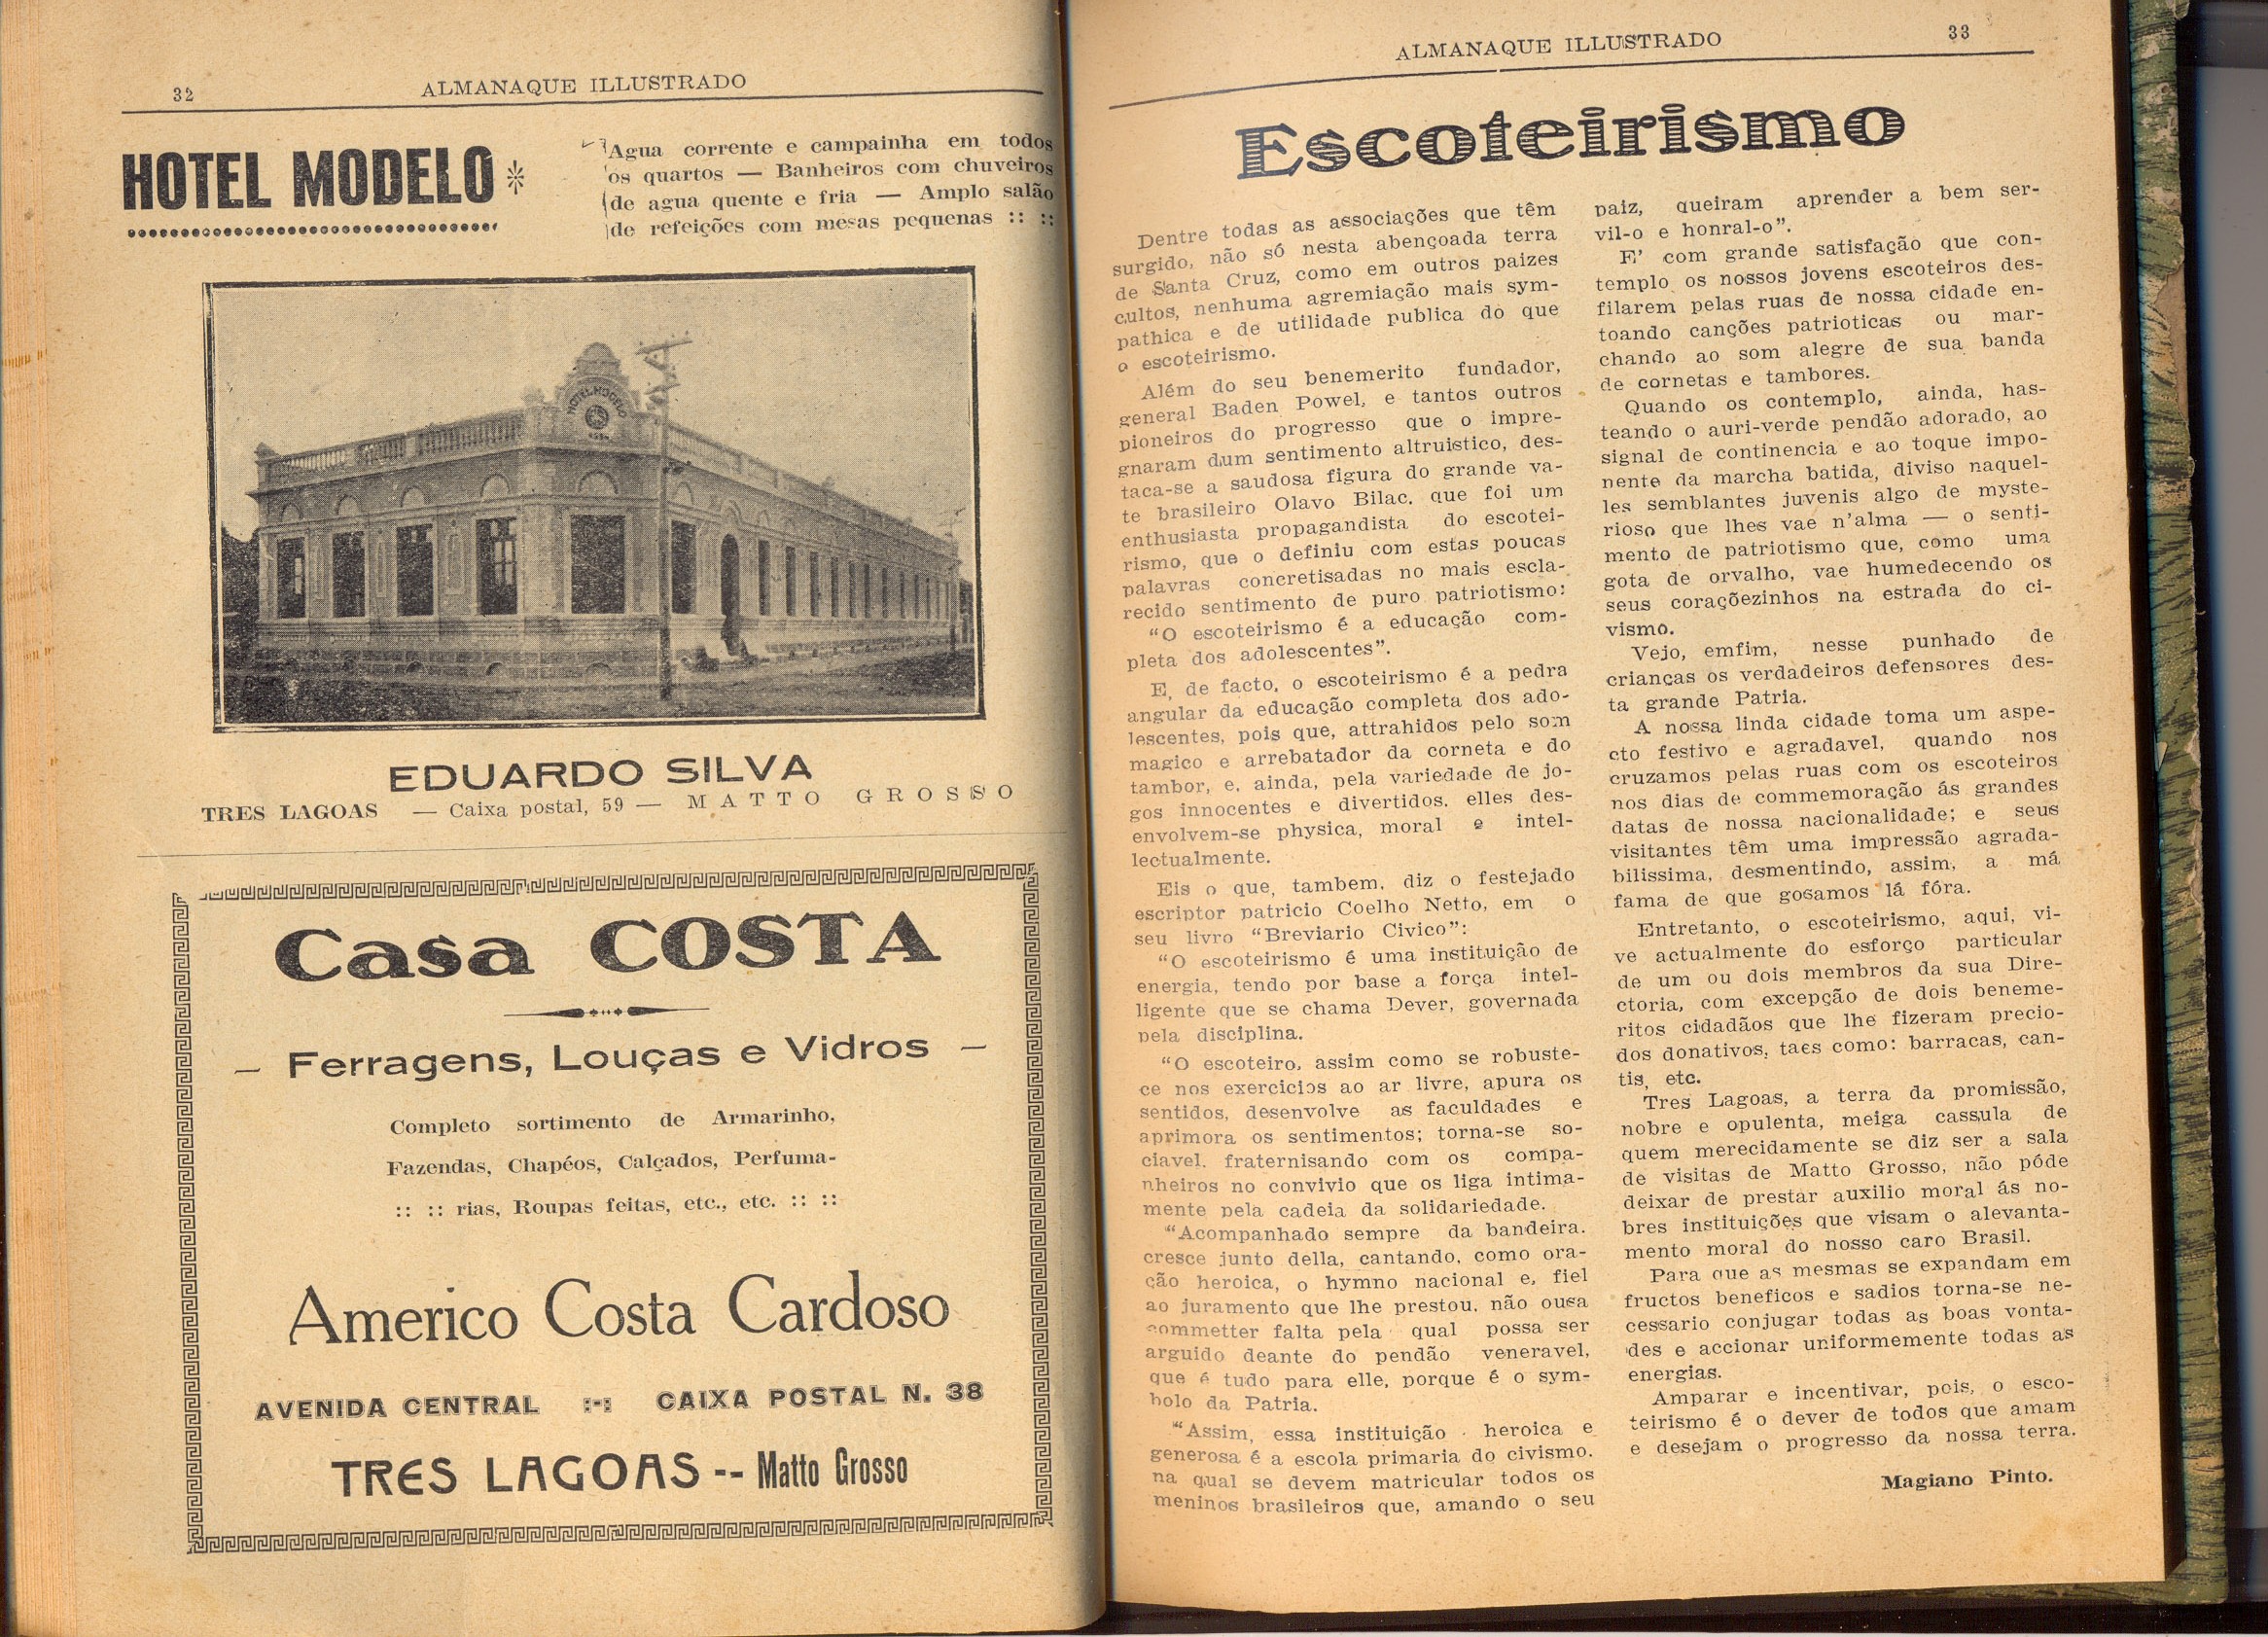 32
ALMANAQUE ILLUSTRADO
HOTEL MODELO
Agua corrente e campainha em todos
os quartos — Banheiros com chuveiros
de agua quente e fria — Amplo salão
de refeições com mesas pequenas :: ::
HOTEL MODELO
EDUARDO SILVA
TRES LAGOAS — Caixa postal, 59 — MATTO GROSSO
Casa COSTA
— Ferragens, Louças e Vidros —
Completo sortimento de Armarinho,
Fazendas, Chapéos, Calçados, Perfuma-
:: :: rias, Roupas feitas, etc., etc. :: ::
Americo Costa Cardoso
AVENIDA CENTRAL :-: CAIXA POSTAL N. 38
TRES LAGOAS -- Matto Grosso
ALMANAQUE ILLUSTRADO
33
Escoteirismo
Dentre todas as associações que têm
surgido, não só nesta abençoada terra
de Santa Cruz, como em outros paizes
cultos, nenhuma agremiação mais sym-
pathica e de utilidade publica do que
o escoteirismo.
Além do seu benemerito fundador,
general Baden Powel, e tantos outros
pioneiros do progresso que o impre-
gnaram dum sentimento altruistico, des-
taca-se a saudosa figura do grande va-
te brasileiro Olavo Bilac, que foi um
enthusiasta propagandista do escotei-
rismo, que o definiu com estas poucas
palavras concretisadas no mais escla-
recido sentimento de puro patriotismo:
"O escoteirismo é a educação com-
pleta dos adolescentes".
E, de facto, o escoteirismo é a pedra
angular da educação completa dos ado-
lescentes, pois que, attrahidos pelo som
magico e arrebatador da corneta e do
tambor, e, ainda, pela variedade de jo-
gos innocentes e divertidos, elles des-
envolvem-se physica, moral e intel-
lectualmente.
Eis o que, tambem, diz o festejado
escriptor patricio Coelho Netto, em o
seu livro "Breviario Civico":
"O escoteirismo é uma instituição de
energia, tendo por base a força intel-
ligente que se chama Dever, governada
pela disciplina.
"O escoteiro, assim como se robuste-
ce nos exercicios ao ar livre, apura os
sentidos, desenvolve as faculdades e
aprimora os sentimentos; torna-se so-
ciavel, fraternisando com os compa-
nheiros no convivio que os liga intima-
mente pela cadeia da solidariedade.
"Acompanhado sempre da bandeira.
cresce junto della, cantando, como ora-
ção heroica, o hymno nacional e, fiel
ao juramento que lhe prestou, não ousa
commetter falta pela qual possa ser
arguido deante do pendão veneravel,
que é tudo para elle, porque é o sym-
bolo da Patria.
"Assim, essa instituição heroica e
generosa é a escola primaria do civismo.
na qual se devem matricular todos os
meninos brasileiros que, amando o seu
paiz, queiram aprender a bem ser-
vil-o e honral-o".
E' com grande satisfação que con-
templo os nossos jovens escoteiros des-
filarem pelas ruas de nossa cidade en-
toando canções patrioticas ou mar-
chando ao som alegre de sua banda
de cornetas e tambores.
Quando os contemplo, ainda, has-
teando o auri-verde pendão adorado, ao
signal de continencia e ao toque impo-
nente da marcha batida, diviso naquel-
les semblantes juvenis algo de myste-
rioso que lhes vae n'alma — o senti-
mento de patriotismo que, como uma
gota de orvalho, vae humedecendo os
seus coraçõezinhos na estrada do ci-
vismo.
Vejo, emfim, nesse punhado de
crianças os verdadeiros defensores des-
ta grande Patria.
A nossa linda cidade toma um aspe-
cto festivo e agradavel, quando nos
cruzamos pelas ruas com os escoteiros
nos dias de commemoração ás grandes
datas de nossa nacionalidade; e seus
visitantes têm uma impressão agrada-
bilissima, desmentindo, assim, a má
fama de que gosamos lá fóra.
Entretanto, o escoteirismo, aqui, vi-
ve actualmente do esforço particular
de um ou dois membros da sua Dire-
ctoria, com excepção de dois beneme-
ritos cidadãos que lhe fizeram precio-
dos donativos, taes como: barracas, can-
tis, etc.
Tres Lagoas, a terra da promissão,
nobre e opulenta, meiga cassula de
quem merecidamente se diz ser a sala
de visitas de Matto Grosso, não póde
deixar de prestar auxilio moral ás no-
bres instituições que visam o alevanta-
mento moral do nosso caro Brasil.
Para que as mesmas se expandam em
fructos beneficos e sadios torna-se ne-
cessario conjugar todas as boas vonta-
des e accionar uniformemente todas as
energias.
Amparar e incentivar, pois, o esco-
teirismo é o dever de todos que amam
e desejam o progresso da nossa terra.
Magiano Pinto.